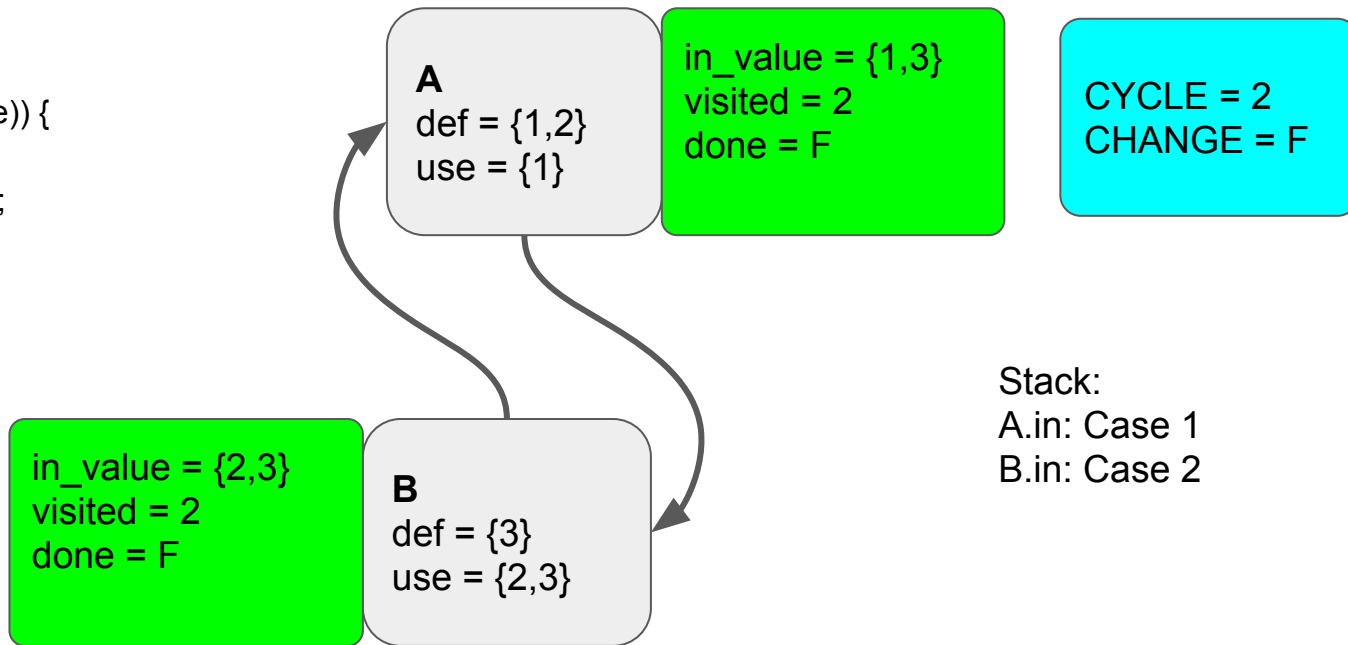 e)) {
;
A
def = {1,2}
use = {1}
in_value = {1,3}
visited = 2
done = F
CYCLE = 2
CHANGE = F
Stack:
A.in: Case 1
B.in: Case 2
in_value = {2,3}
visited = 2
done = F
B
def = {3}
use = {2,3}